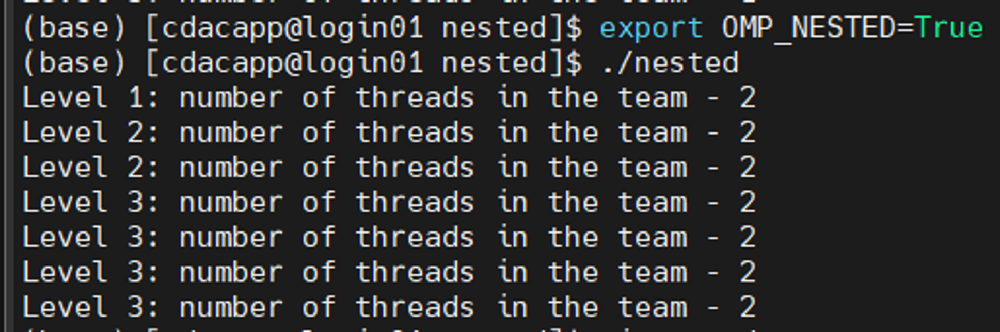 (base) [cdacapp@login01 nested]$ export OMP_NESTED=True
(base) [cdacapp@login01 nested]$ ./nested
Level 1: number of threads in the team - 2
Level 2: number of threads in the team - 2
Level 2: number of threads in the team - 2
Level 3: number of threads in the team - 2
Level 3: number of threads in the team - 2
Level 3: number of threads in the team - 2
Level 3: number of threads in the team - 2